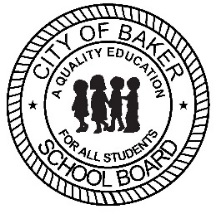 CITY OF BAKER
A QUALITY EDUCATION
FOR ALL STUDENTS
SCHOOL BOARD